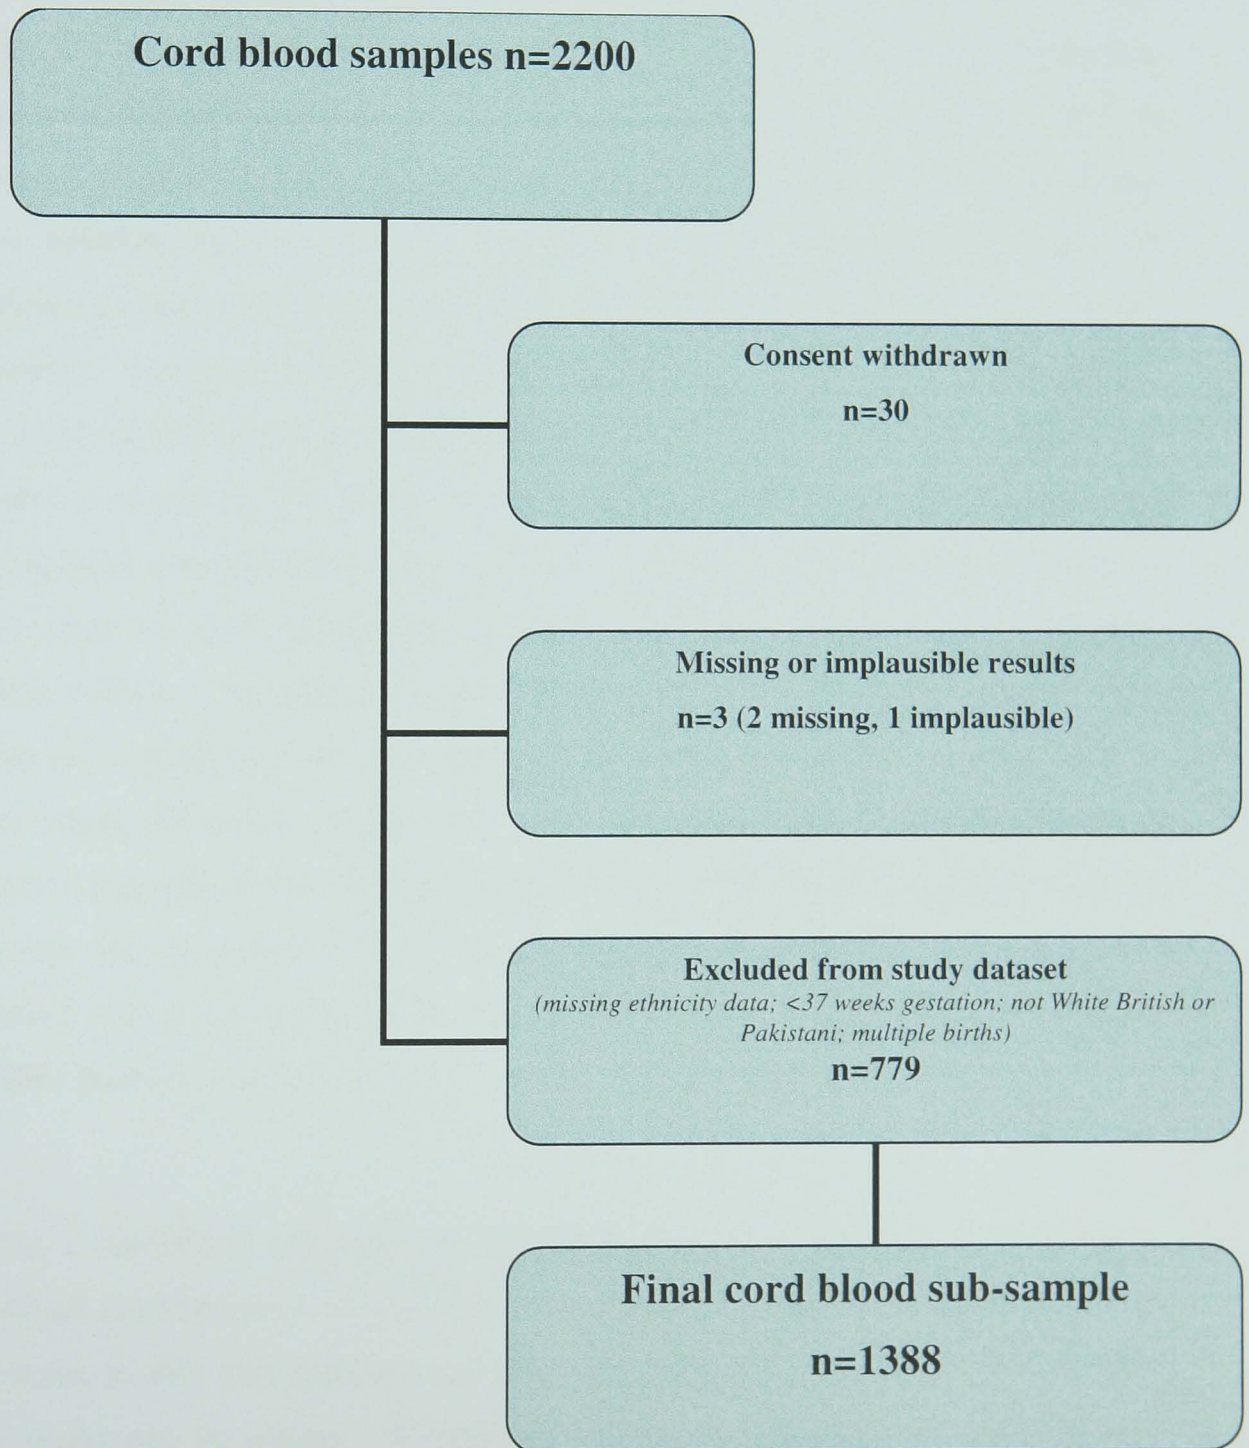 Cord blood samples n=2200
Consent withdrawn
n=30
Missing or implausible results
n=3 (2 missing, 1 implausible)
Excluded from study dataset
(missing ethnicity data; <37 weeks gestation; not White British or
Pakistani; multiple births)
n=779
Final cord blood sub-sample
n=1388